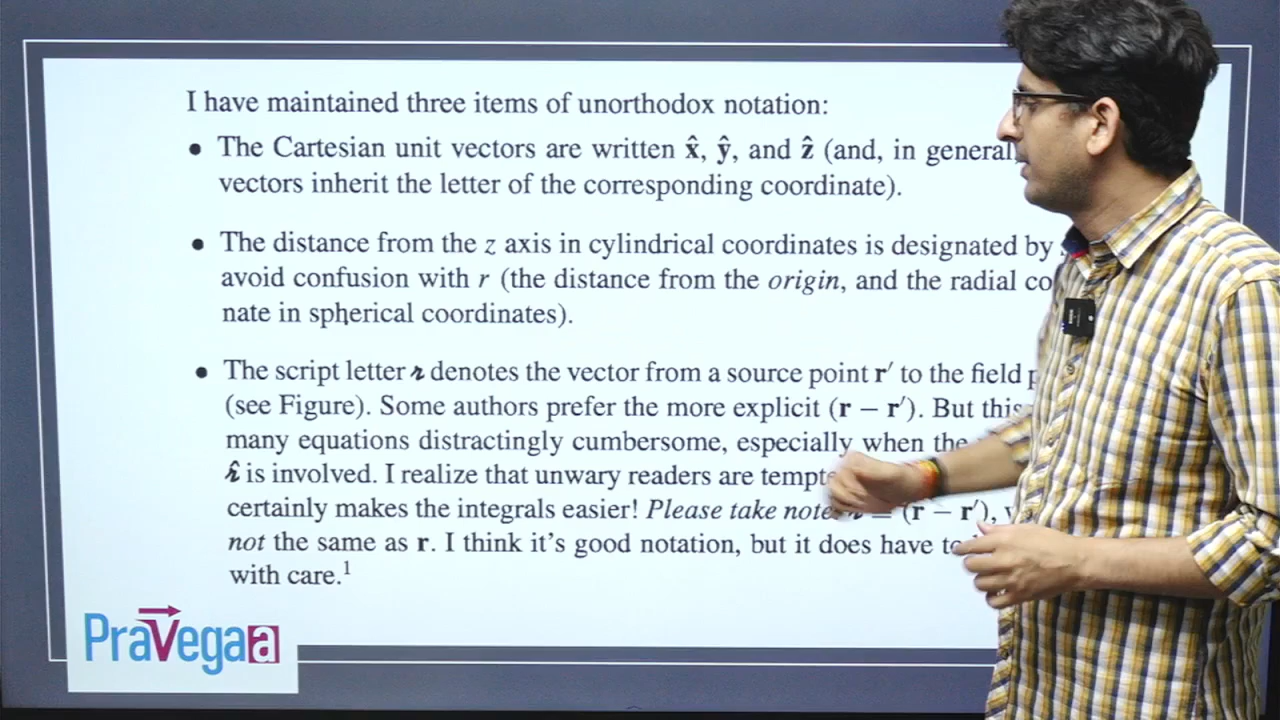 I have maintained three items of unorthodox notation:
• The Cartesian unit vectors are written x̂, ŷ, and ẑ (and, in general,
vectors inherit the letter of the corresponding coordinate).
• The distance from the z axis in cylindrical coordinates is designated by
avoid confusion with r (the distance from the origin, and the radial co
nate in spherical coordinates).
• The script letter 𝓇 denotes the vector from a source point r′ to the field
(see Figure). Some authors prefer the more explicit (r − r′). But this
many equations distractingly cumbersome, especially when the
𝓇̂ is involved. I realize that unwary readers are
certainly makes the integrals easier! Please take note: = (r − r′),
not the same as r. I think it’s good notation, but it does have to
with care.¹
PraVegaa